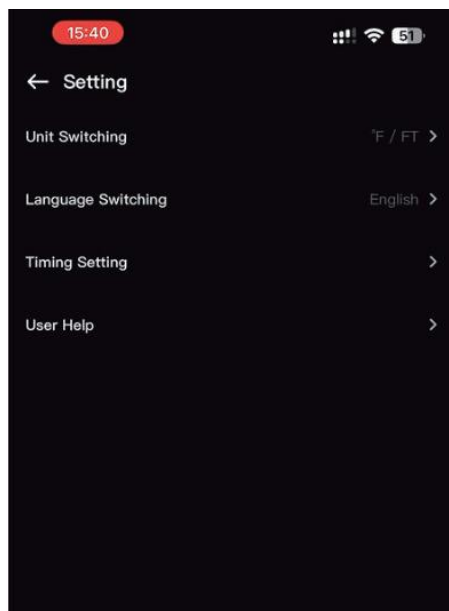 15:40
51
← Setting
Unit Switching °F / FT >
Language Switching English >
Timing Setting >
User Help >